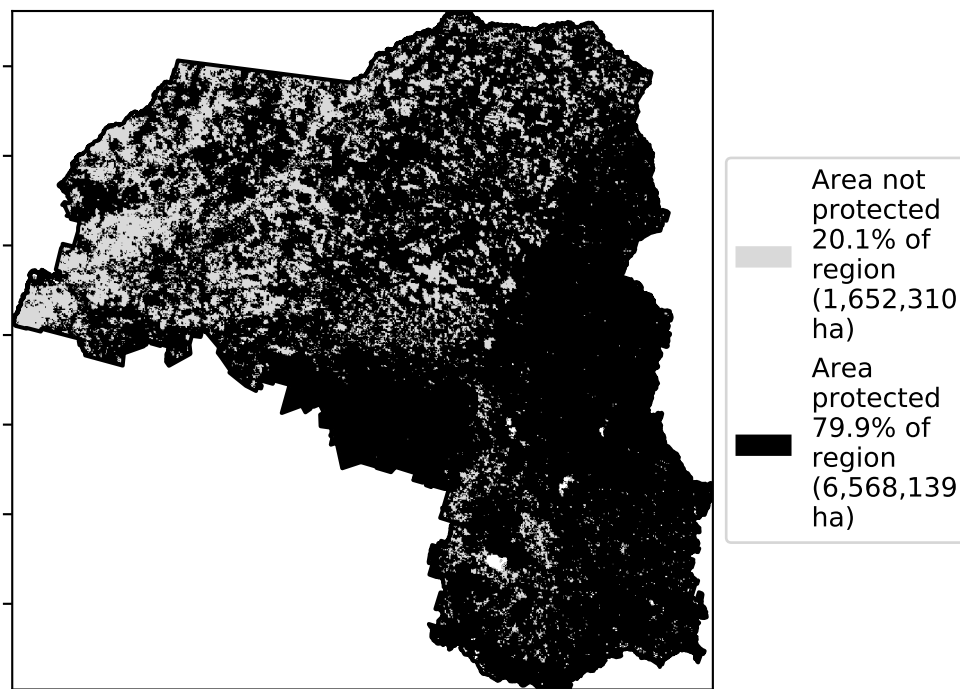 Area not
protected
20.1% of
region
(1,652,310
ha)
Area
protected
79.9% of
region
(6,568,139
ha)